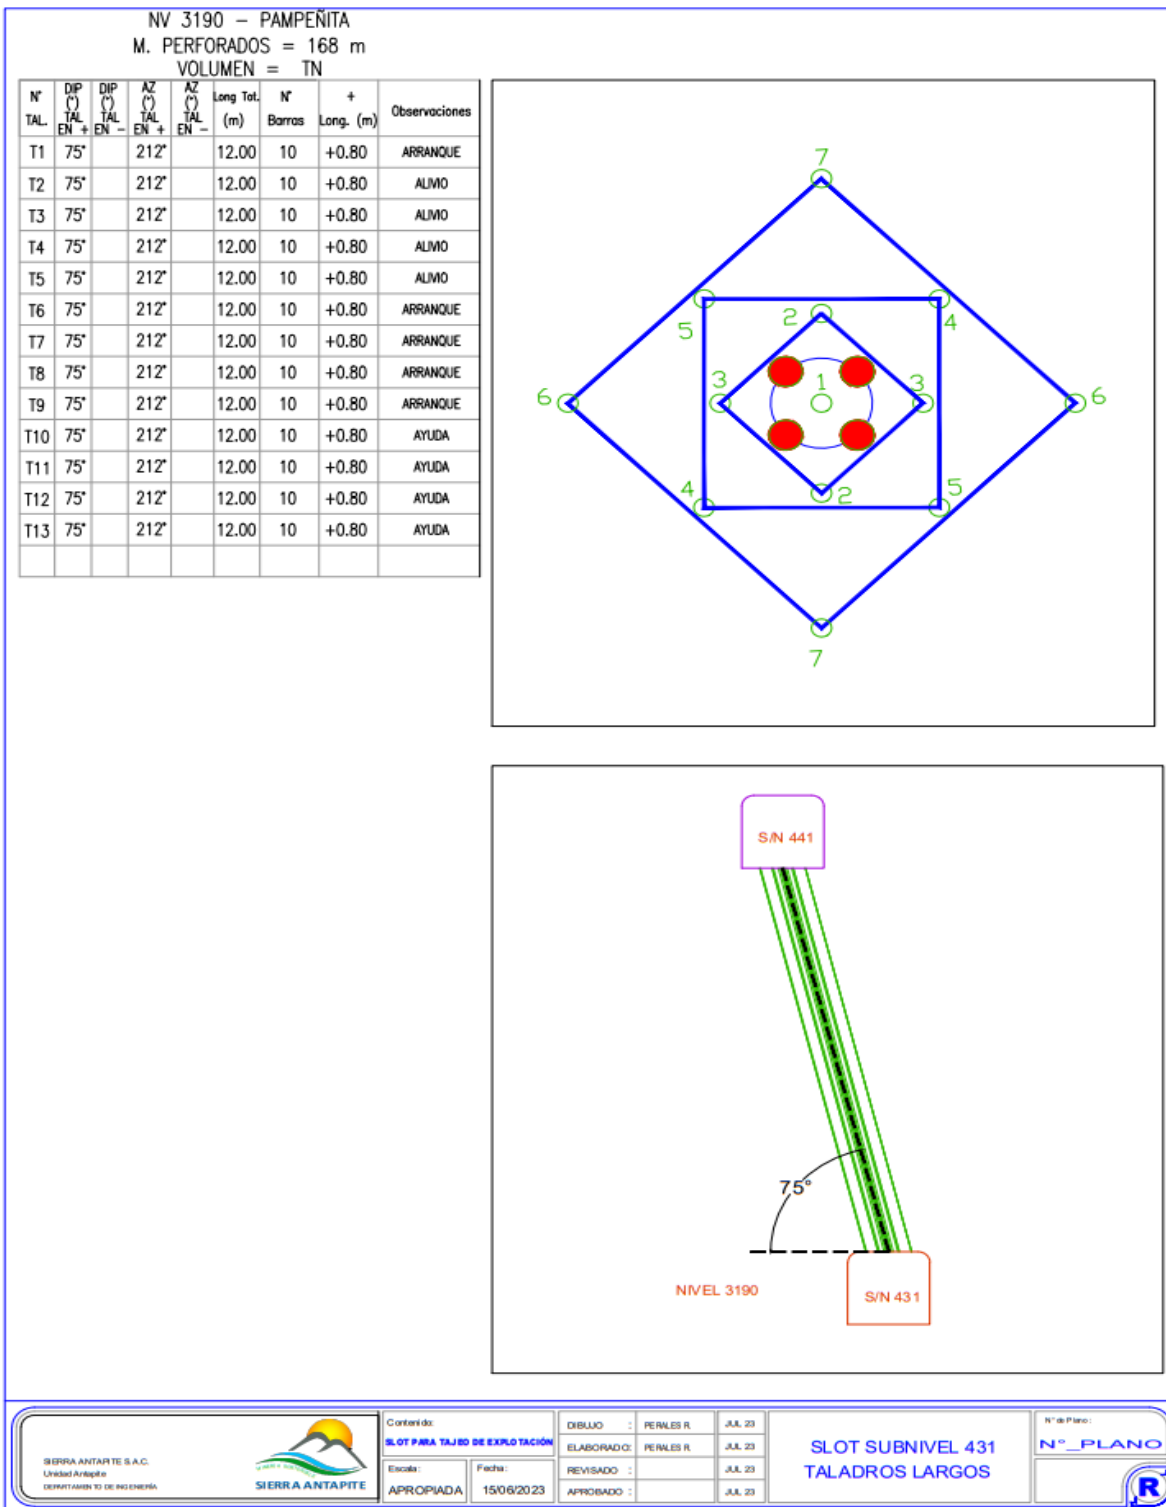 NV 3190 – PAMPEÑITA
M. PERFORADOS = 168 m
VOLUMEN = TN
N° TAL. DIP (°) TAL EN + DIP (°) TAL EN - AZ (°) TAL EN + AZ (°) TAL EN - Long Tot. (m) N° Barras + Long. (m) Observaciones
T1 75° 212° 12.00 10 +0.80 ARRANQUE
T2 75° 212° 12.00 10 +0.80 ALIVIO
T3 75° 212° 12.00 10 +0.80 ALIVIO
T4 75° 212° 12.00 10 +0.80 ALIVIO
T5 75° 212° 12.00 10 +0.80 ALIVIO
T6 75° 212° 12.00 10 +0.80 ARRANQUE
T7 75° 212° 12.00 10 +0.80 ARRANQUE
T8 75° 212° 12.00 10 +0.80 ARRANQUE
T9 75° 212° 12.00 10 +0.80 ARRANQUE
T10 75° 212° 12.00 10 +0.80 AYUDA
T11 75° 212° 12.00 10 +0.80 AYUDA
T12 75° 212° 12.00 10 +0.80 AYUDA
T13 75° 212° 12.00 10 +0.80 AYUDA
7
5 2 4
3 1 3
6 6
4 2 5
7
S/N 441
75°
NIVEL 3190
S/N 431
SIERRA ANTAPITE S.A.C.
Unidad Antapite
DEPARTAMENTO DE INGENIERÍA
SIERRA ANTAPITE
Contenido:
SLOT PARA TAJEO DE EXPLOTACIÓN
Escala:
APROPIADA
Fecha:
15/06/2023
DIBUJO : PERALES R. JUL 23
ELABORADO: PERALES R. JUL 23
REVISADO : JUL 23
APROBADO : JUL 23
SLOT SUBNIVEL 431
TALADROS LARGOS
N° de Plano:
N°_PLANO
R